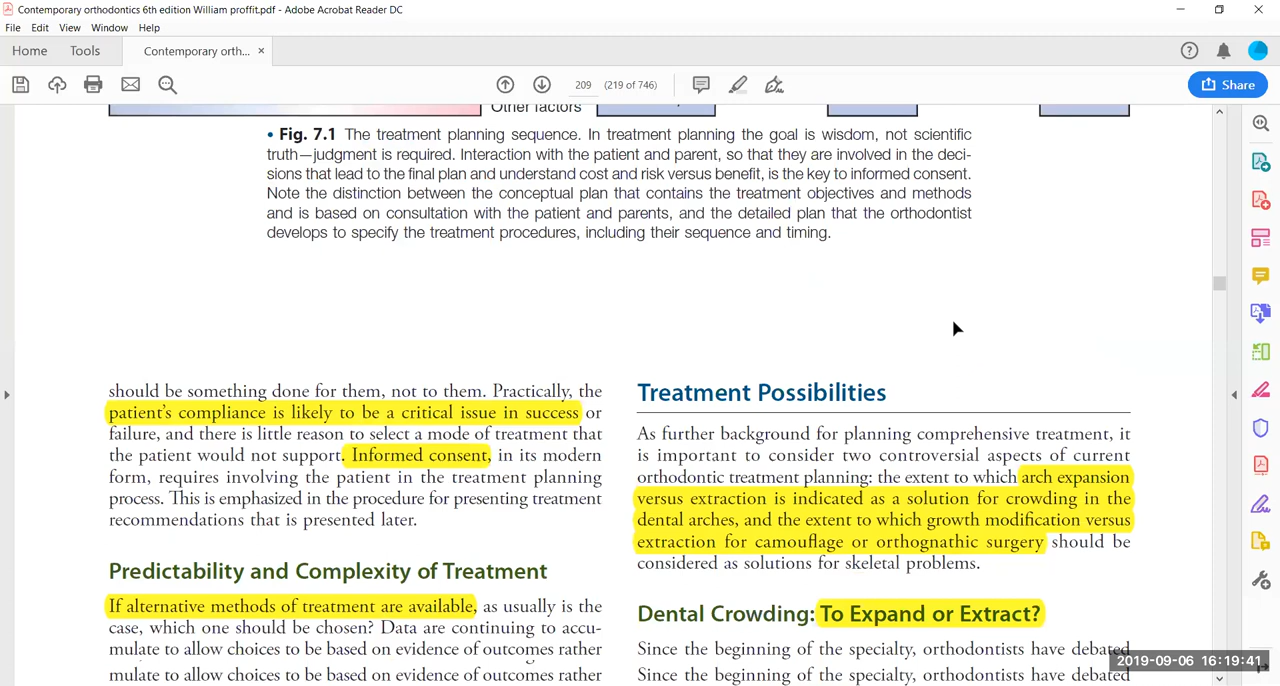 Contemporary orthodontics 6th edition William proffit.pdf - Adobe Acrobat Reader DC
File Edit View Window Help
Home Tools Contemporary orth... ×
209 (219 of 746) Share
Other factors
• Fig. 7.1 The treatment planning sequence. In treatment planning the goal is wisdom, not scientific
truth—judgment is required. Interaction with the patient and parent, so that they are involved in the deci-
sions that lead to the final plan and understand cost and risk versus benefit, is the key to informed consent.
Note the distinction between the conceptual plan that contains the treatment objectives and methods
and is based on consultation with the patient and parents, and the detailed plan that the orthodontist
develops to specify the treatment procedures, including their sequence and timing.
should be something done for them, not to them. Practically, the
patient's compliance is likely to be a critical issue in success or
failure, and there is little reason to select a mode of treatment that
the patient would not support. Informed consent, in its modern
form, requires involving the patient in the treatment planning
process. This is emphasized in the procedure for presenting treatment
recommendations that is presented later.
Predictability and Complexity of Treatment
If alternative methods of treatment are available, as usually is the
case, which one should be chosen? Data are continuing to accu-
mulate to allow choices to be based on evidence of outcomes rather
mulate to allow choices to be based on evidence of outcomes rather
Treatment Possibilities
As further background for planning comprehensive treatment, it
is important to consider two controversial aspects of current
orthodontic treatment planning: the extent to which arch expansion
versus extraction is indicated as a solution for crowding in the
dental arches, and the extent to which growth modification versus
extraction for camouflage or orthognathic surgery should be
considered as solutions for skeletal problems.
Dental Crowding: To Expand or Extract?
Since the beginning of the specialty, orthodontists have debated
Since the beginning of the specialty, orthodontists have debated
2019-09-06 16:19:41